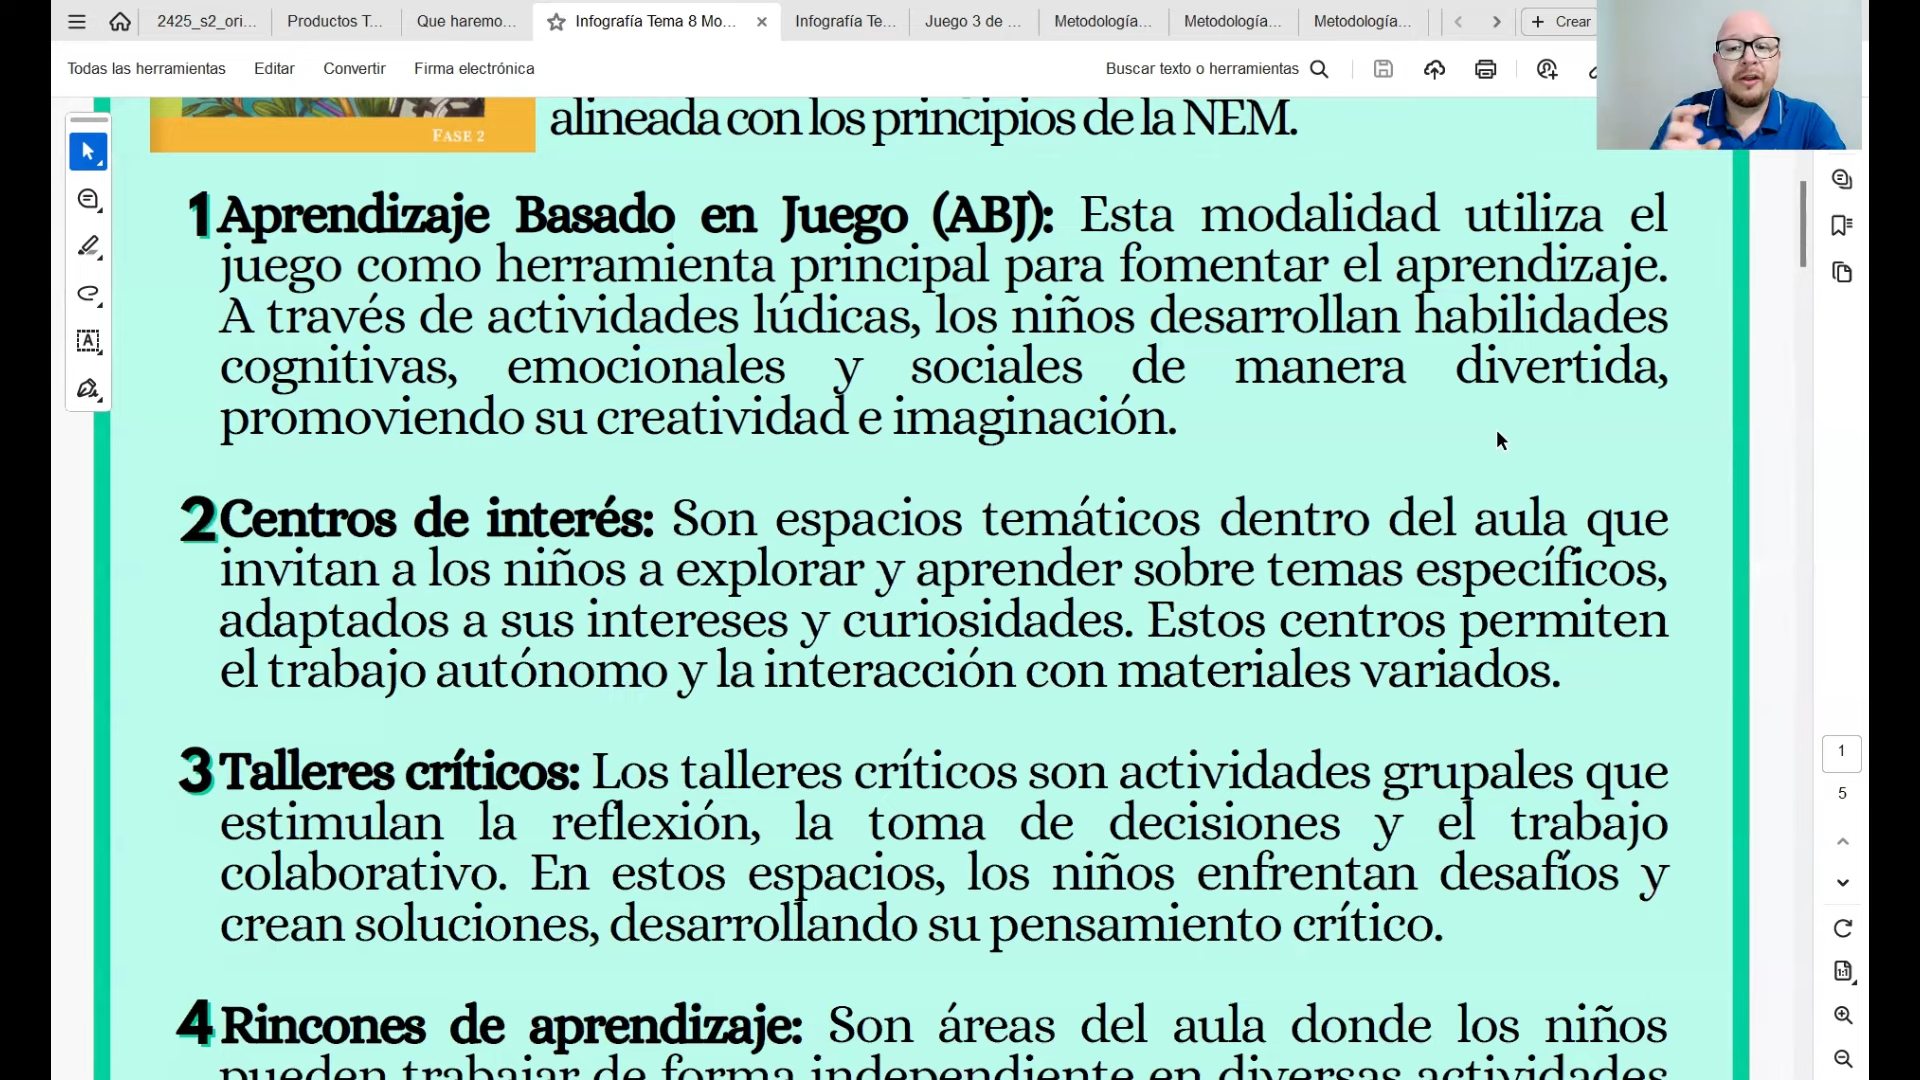 2425_s2_ori...
Productos T...
Que haremo...
Infografía Tema 8 Mo...
Infografía Te...
Juego 3 de ...
Metodología...
Metodología...
Metodología...
Crear
Todas las herramientas
Editar
Convertir
Firma electrónica
Buscar texto o herramientas
FASE 2
alineada con los principios de la NEM.
1 Aprendizaje Basado en Juego (ABJ): Esta modalidad utiliza el
juego como herramienta principal para fomentar el aprendizaje.
A través de actividades lúdicas, los niños desarrollan habilidades
cognitivas, emocionales y sociales de manera divertida,
promoviendo su creatividad e imaginación.
2 Centros de interés: Son espacios temáticos dentro del aula que
invitan a los niños a explorar y aprender sobre temas específicos,
adaptados a sus intereses y curiosidades. Estos centros permiten
el trabajo autónomo y la interacción con materiales variados.
3 Talleres críticos: Los talleres críticos son actividades grupales que
estimulan la reflexión, la toma de decisiones y el trabajo
colaborativo. En estos espacios, los niños enfrentan desafíos y
crean soluciones, desarrollando su pensamiento crítico.
4 Rincones de aprendizaje: Son áreas del aula donde los niños
pueden trabajar de forma independiente en diversas actividades
1
5